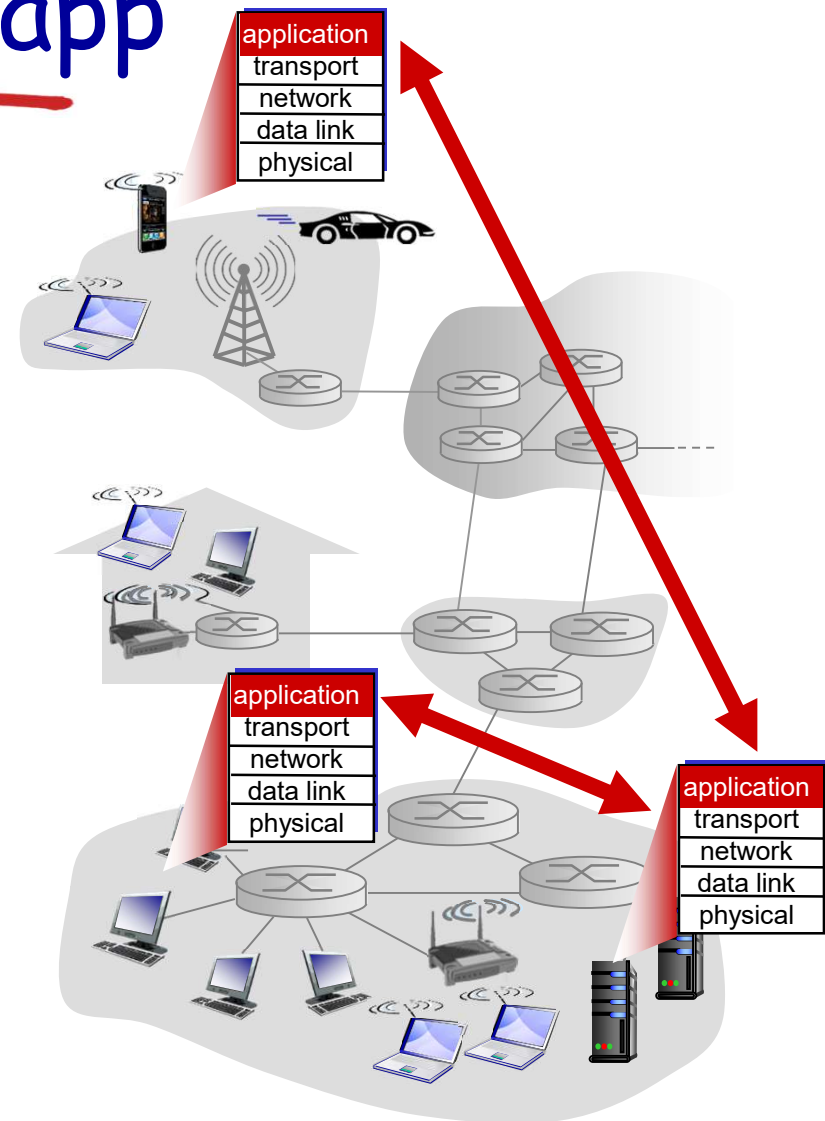 app
application
transport
network
data link
physical
application
transport
network
data link
physical
application
transport
network
data link
physical